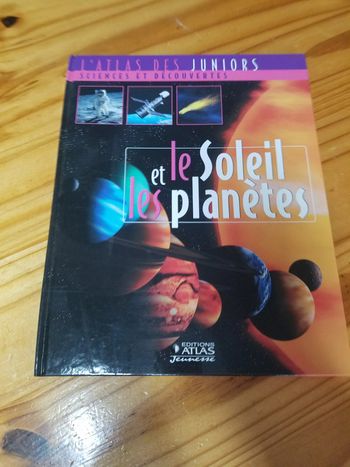 L'ATLAS DES JUNIORS
SCIENCES ET DÉCOUVERTES
le Soleil
et
les planètes
EDITIONS
ATLAS
Jeunesse